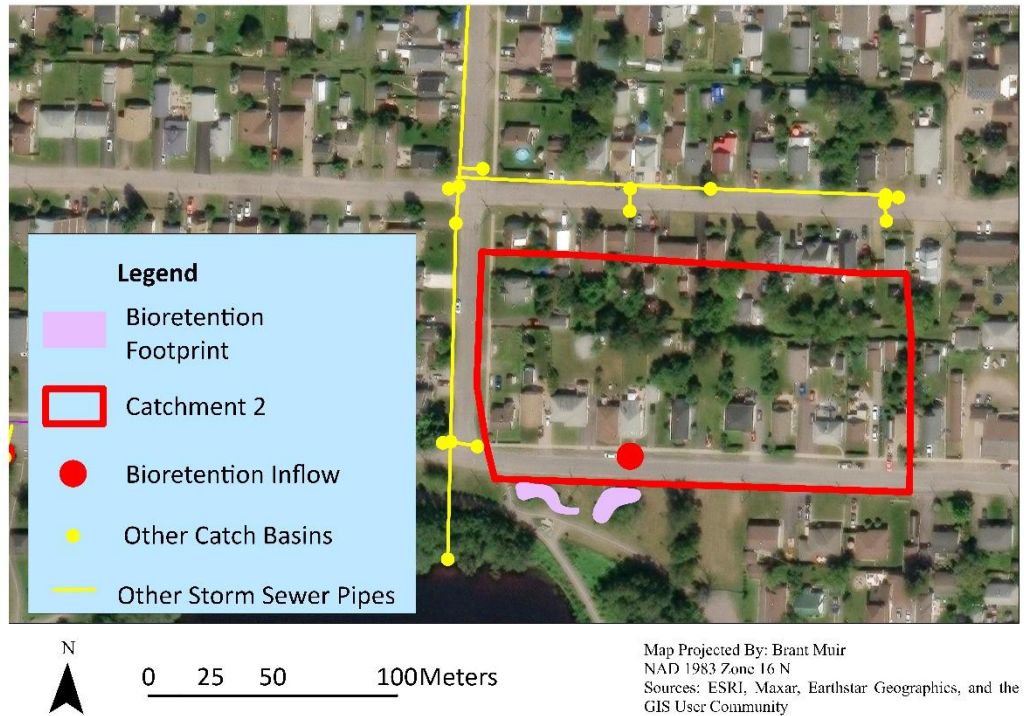 Legend
Bioretention
Footprint
Catchment 2
Bioretention Inflow
Other Catch Basins
Other Storm Sewer Pipes
N
0 25 50 100Meters
Map Projected By: Brant Muir
NAD 1983 Zone 16 N
Sources: ESRI, Maxar, Earthstar Geographics, and the
GIS User Community